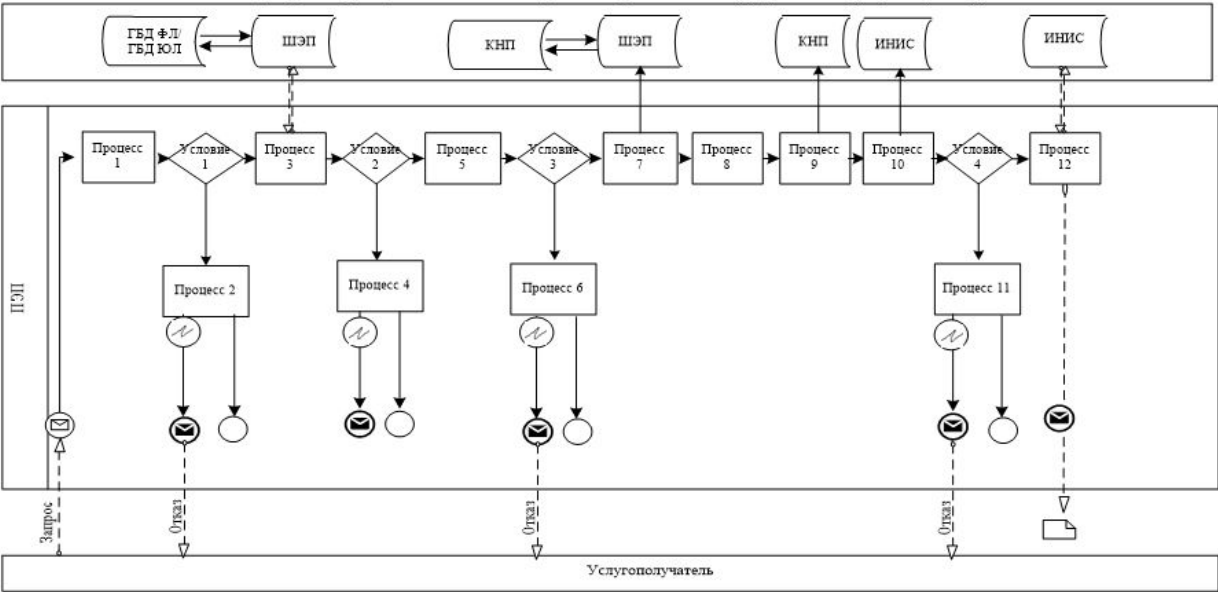 ГБД ФЛ/
ГБД ЮЛ
ШЭП
КНП
ШЭП
КНП
ИНИС
ИНИС
Процесс
1
Условие
1
Процесс
3
Условие
2
Процесс
5
Условие
3
Процесс
7
Процесс
8
Процесс
9
Процесс
10
Условие
4
Процесс
12
Процесс 2
Процесс 4
Процесс 6
Процесс 11
Запрос
Отказ
Отказ
Отказ
Услугополучатель